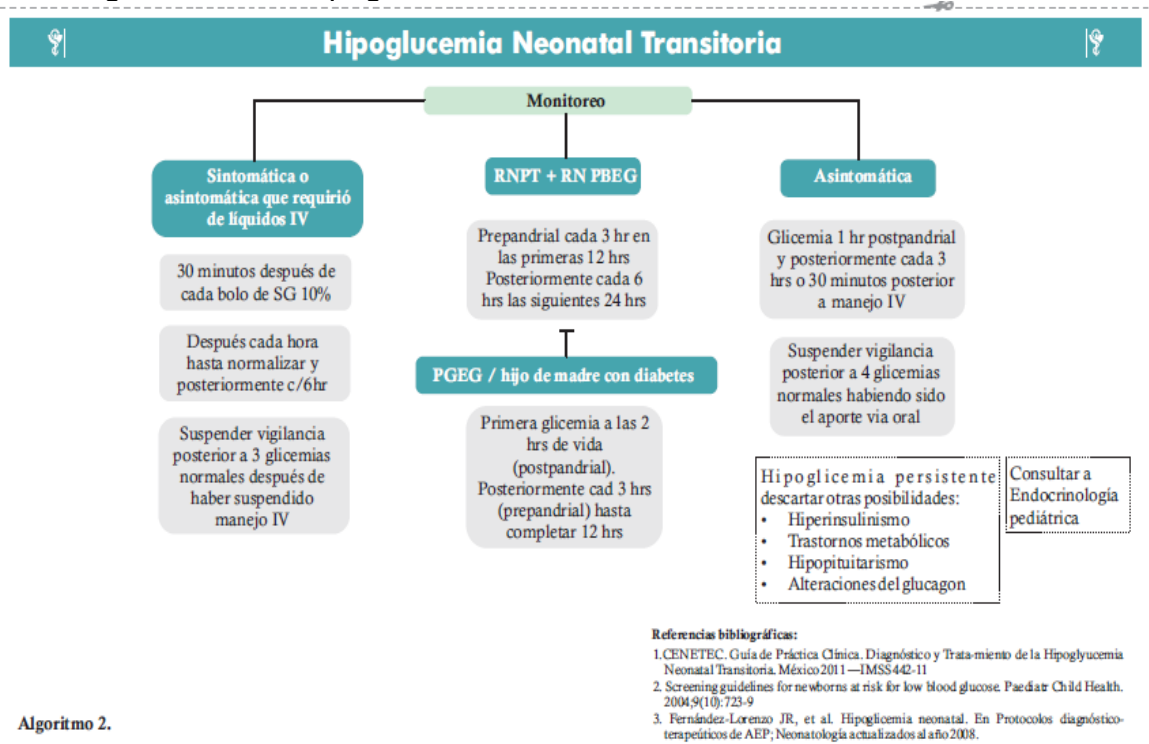 Hipoglucemia Neonatal Transitoria
Monitoreo
Sintomática o
asintomática que requirió
de líquidos IV
30 minutos después de
cada bolo de SG 10%
Después cada hora
hasta normalizar y
posteriormente c/6hr
Suspender vigilancia
posterior a 3 glicemias
normales después de
haber suspendido
manejo IV
RNPT + RN PBEG
Prepandrial cada 3 hr en
las primeras 12 hrs
Posteriormente cada 6
hrs las siguientes 24 hrs
PGEG / hijo de madre con diabetes
Primera glicemia a las 2
hrs de vida
(postpandrial).
Posteriormente cad 3 hrs
(prepandrial) hasta
completar 12 hrs
Asintomática
Glicemia 1 hr postpandrial
y posteriormente cada 3
hrs o 30 minutos posterior
a manejo IV
Suspender vigilancia
posterior a 4 glicemias
normales habiendo sido
el aporte via oral
Hipoglicemia persistente
descartar otras posibilidades:
• Hiperinsulinismo
• Trastornos metabólicos
• Hipopituitarismo
• Alteraciones del glucagon
Consultar a
Endocrinología
pediátrica
Referencias bibliográficas:
1.CENETEC. Guía de Práctica Clínica. Diagnóstico y Trata-miento de la Hipoglyucemia
Neonatal Transitoria. México 2011—IMSS 442-11
2. Screening guidelines for newborns at risk for low blood glucose. Paediatr Child Health.
2004;9(10):723-9
3. Fernández-Lorenzo JR, et al. Hipoglicemia neonatal. En Protocolos diagnóstico-
terapeúticos de AEP; Neonatología actualizados al año 2008.
Algoritmo 2.